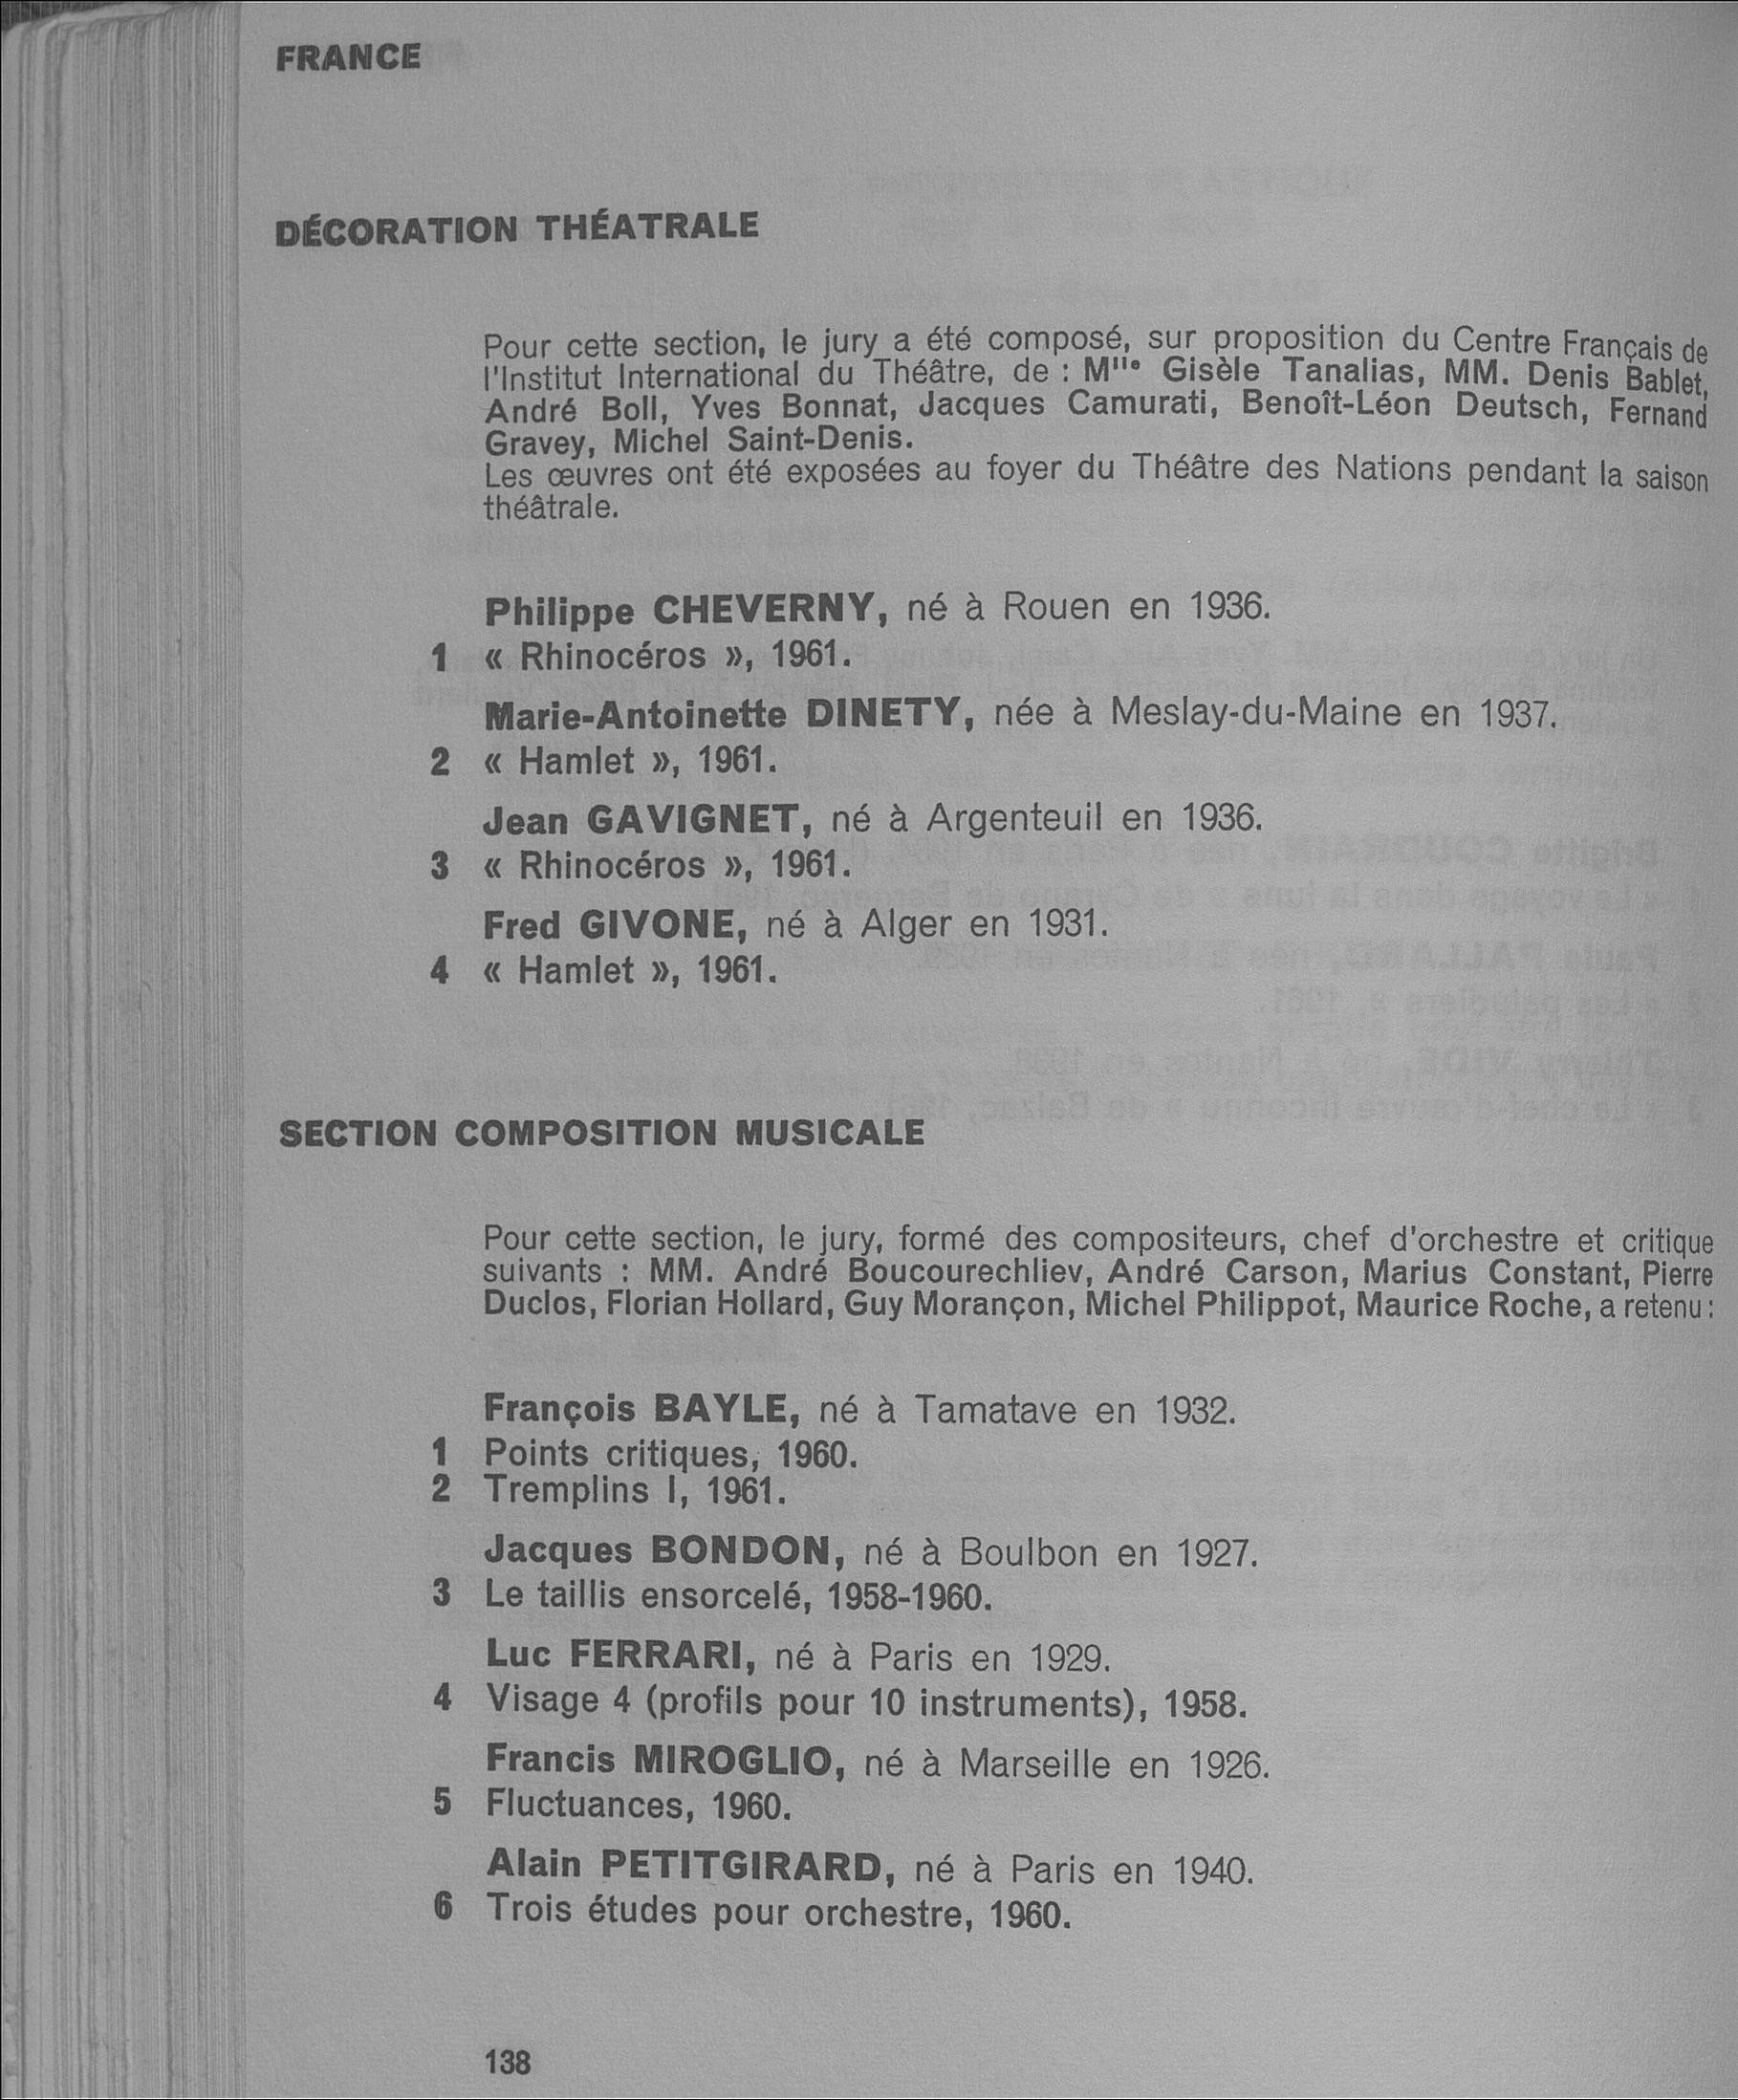 FRANCE
DÉCORATION THÉATRALE
Pour cette section, le jury a été composé, sur proposition du Centre Français de
l'Institut International du Théâtre, de : Mlle Gisèle Tanalias, MM. Denis Bablet,
André Boll, Yves Bonnat, Jacques Camurati, Benoît-Léon Deutsch, Fernand
Gravey, Michel Saint-Denis.
Les œuvres ont été exposées au foyer du Théâtre des Nations pendant la saison
théâtrale.
Philippe CHEVERNY, né à Rouen en 1936.
1 « Rhinocéros », 1961.
Marie-Antoinette DINETY, née à Meslay-du-Maine en 1937.
2 « Hamlet », 1961.
Jean GAVIGNET, né à Argenteuil en 1936.
3 « Rhinocéros », 1961.
Fred GIVONE, né à Alger en 1931.
4 « Hamlet », 1961.
SECTION COMPOSITION MUSICALE
Pour cette section, le jury, formé des compositeurs, chef d'orchestre et critique
suivants : MM. André Boucourechliev, André Carson, Marius Constant, Pierre
Duclos, Florian Hollard, Guy Morançon, Michel Philippot, Maurice Roche, a retenu :
François BAYLE, né à Tamatave en 1932.
1 Points critiques, 1960.
2 Tremplins I, 1961.
Jacques BONDON, né à Boulbon en 1927.
3 Le taillis ensorcelé, 1958-1960.
Luc FERRARI, né à Paris en 1929.
4 Visage 4 (profils pour 10 instruments), 1958.
Francis MIROGLIO, né à Marseille en 1926.
5 Fluctuances, 1960.
Alain PETITGIRARD, né à Paris en 1940.
6 Trois études pour orchestre, 1960.
138